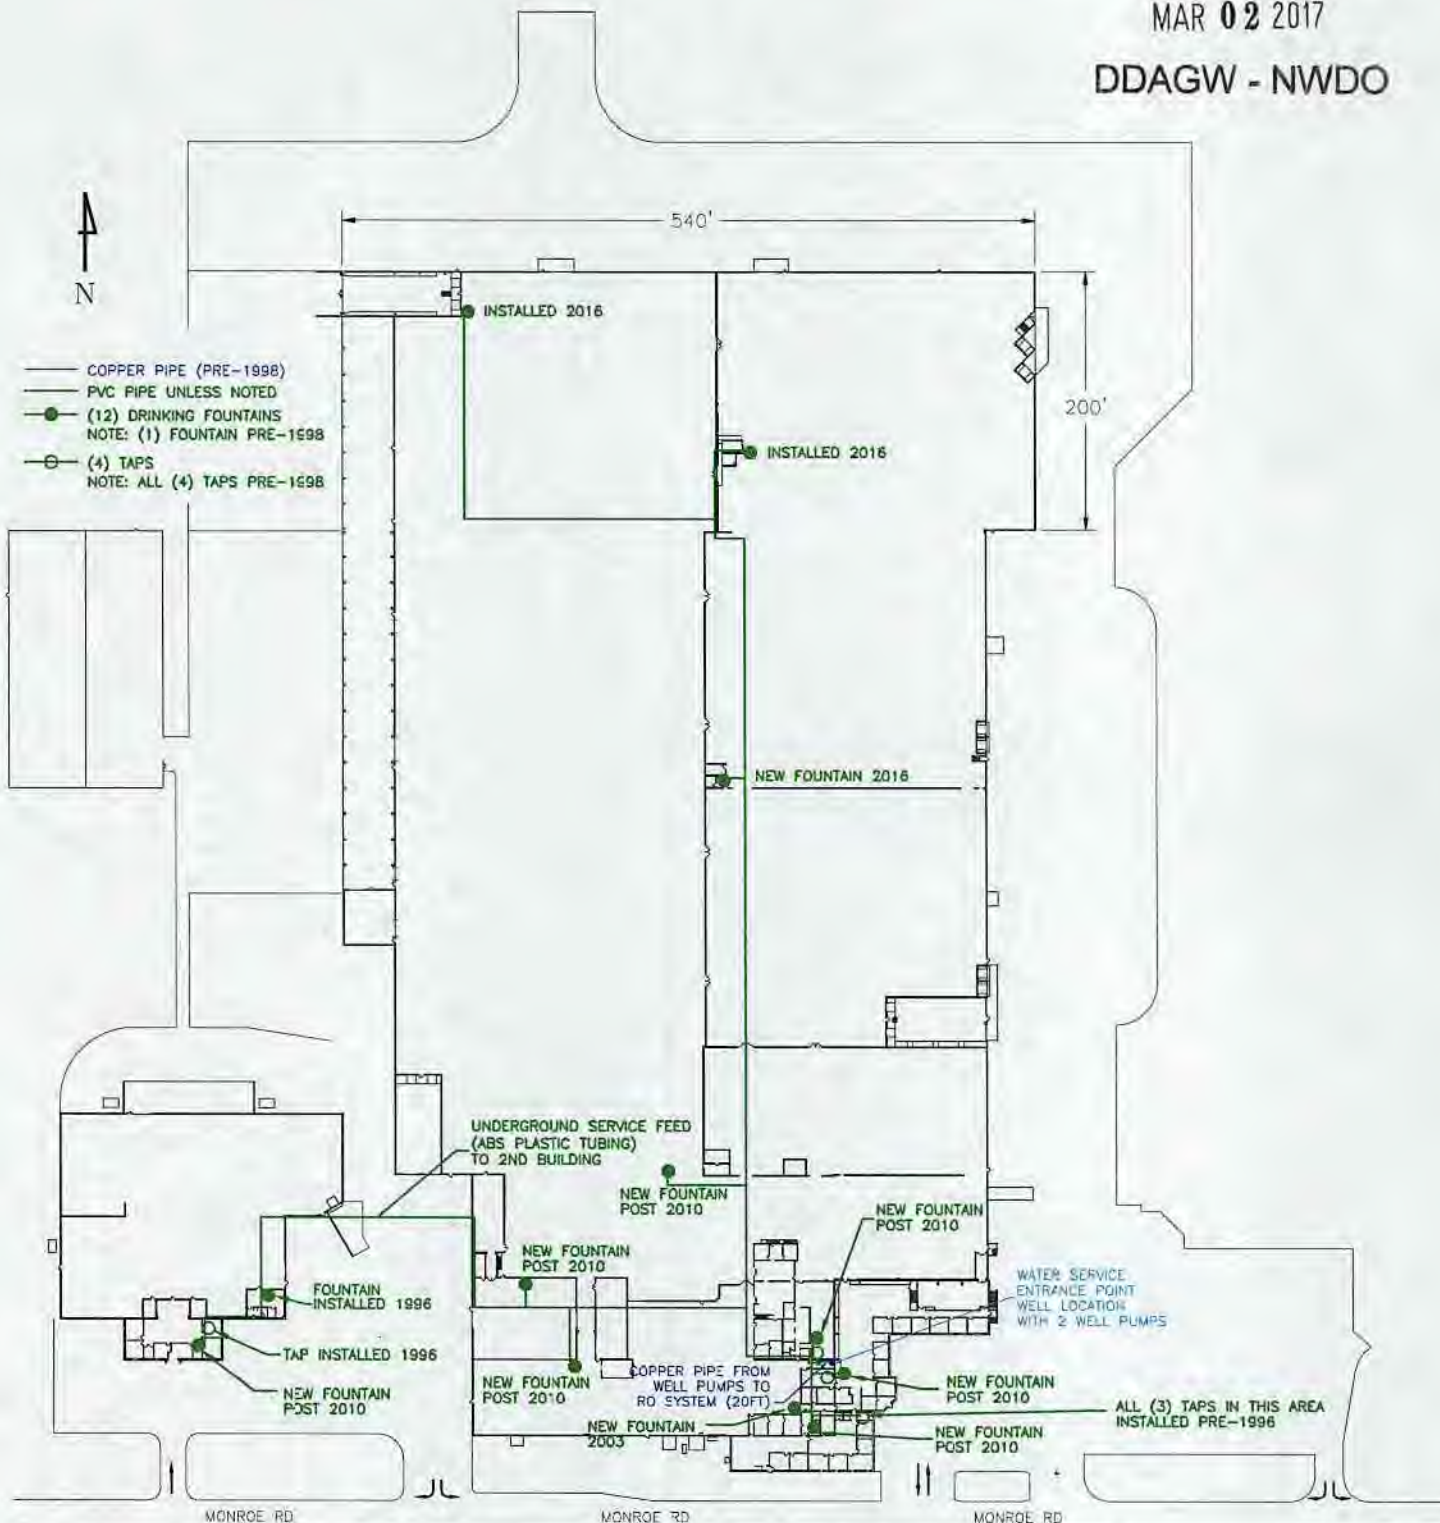 MAR 02 2017
DDAGW - NWDO
540'
N
INSTALLED 2016
COPPER PIPE (PRE-1998)
PVC PIPE UNLESS NOTED
(12) DRINKING FOUNTAINS
NOTE: (1) FOUNTAIN PRE-1998
(4) TAPS
NOTE: ALL (4) TAPS PRE-1998
200'
INSTALLED 2016
NEW FOUNTAIN 2016
UNDERGROUND SERVICE FEED
(ABS PLASTIC TUBING)
TO 2ND BUILDING
NEW FOUNTAIN
POST 2010
NEW FOUNTAIN
POST 2010
NEW FOUNTAIN
POST 2010
WATER SERVICE
ENTRANCE POINT
WELL LOCATION
WITH 2 WELL PUMPS
FOUNTAIN
INSTALLED 1996
TAP INSTALLED 1996
NEW FOUNTAIN
POST 2010
NEW FOUNTAIN
POST 2010
COPPER PIPE FROM
WELL PUMPS TO
RO SYSTEM (20FT)
NEW FOUNTAIN
POST 2010
NEW FOUNTAIN
2003
NEW FOUNTAIN
POST 2010
ALL (3) TAPS IN THIS AREA
INSTALLED PRE-1996
MONROE RD
MONROE RD
MONROE RD